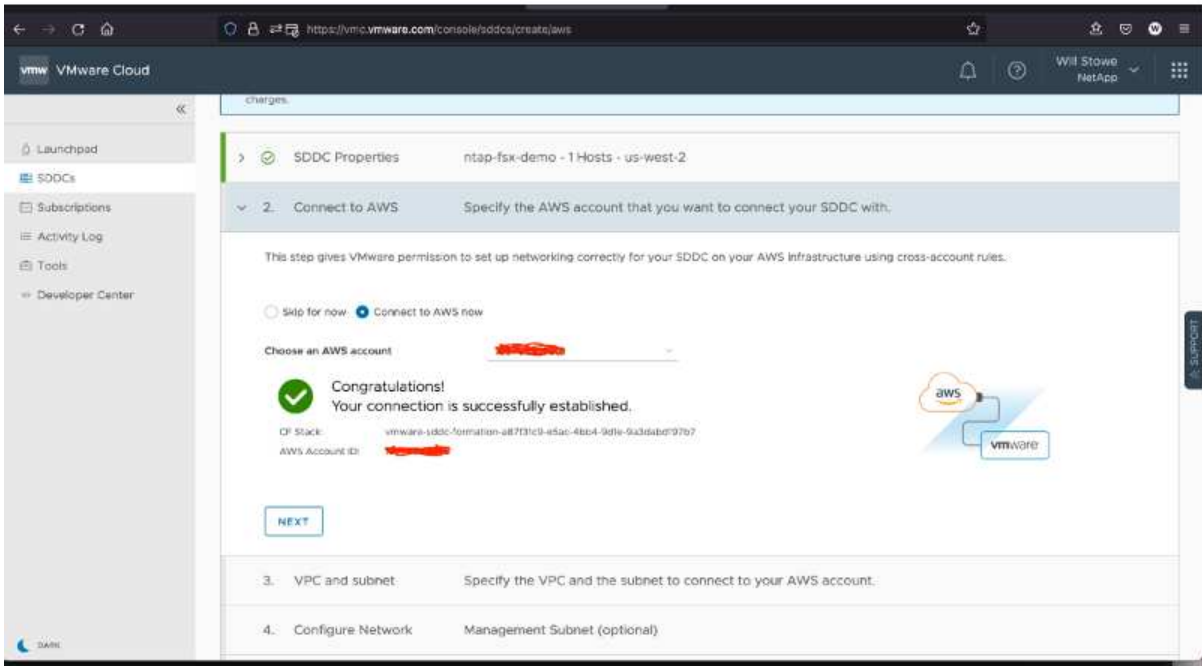 https://vmc.vmware.com/console/sddcs/create/aws
W
vmw VMware Cloud
Will Stowe
NetApp
charges.
Launchpad
SDDCs
Subscriptions
Activity Log
Tools
Developer Center
DARK
SDDC Properties ntap-fsx-demo - 1 Hosts - us-west-2
2. Connect to AWS Specify the AWS account that you want to connect your SDDC with.
This step gives VMware permission to set up networking correctly for your SDDC on your AWS infrastructure using cross-account rules.
Skip for now Connect to AWS now
Choose an AWS account
Congratulations!
Your connection is successfully established.
CF Stack:
AWS Account ID:
aws
vmware
NEXT
3. VPC and subnet Specify the VPC and the subnet to connect to your AWS account.
4. Configure Network Management Subnet (optional)
SUPPORT